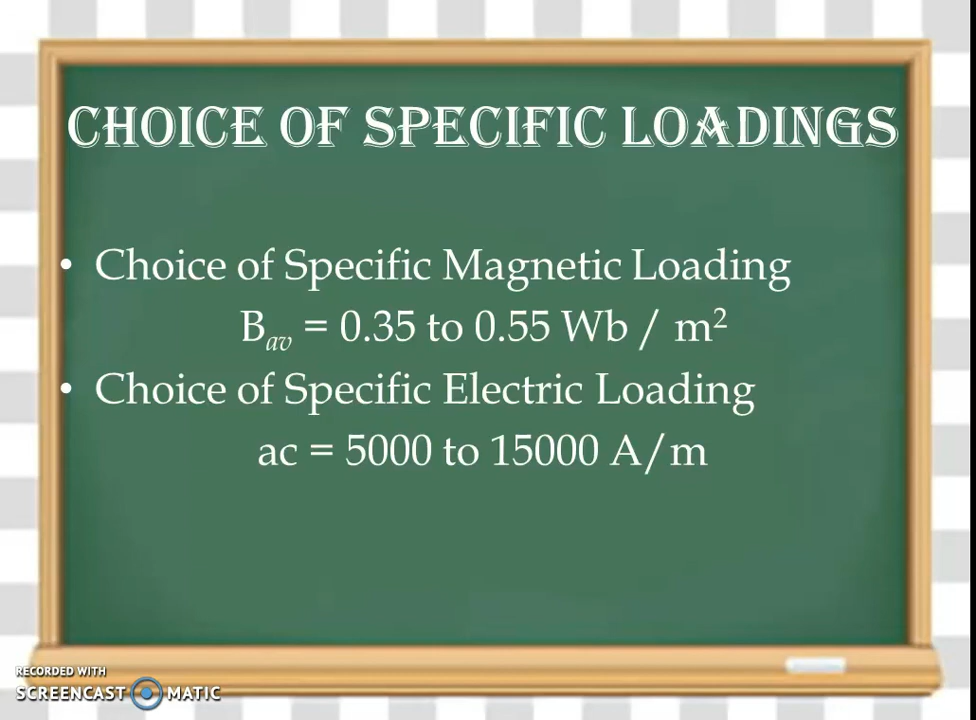 CHOICE OF SPECIFIC LOADINGS
• Choice of Specific Magnetic Loading
B_av = 0.35 to 0.55 Wb / m²
• Choice of Specific Electric Loading
ac = 5000 to 15000 A/m
RECORDED WITH
SCREENCAST MATIC